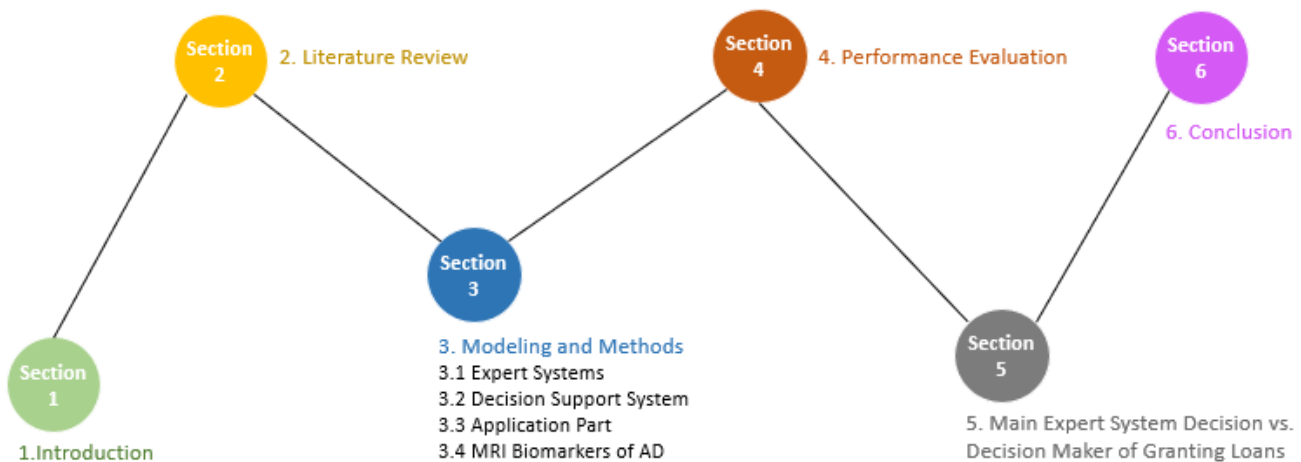 Section
1
1.Introduction
Section
2
2. Literature Review
Section
3
3. Modeling and Methods
3.1 Expert Systems
3.2 Decision Support System
3.3 Application Part
3.4 MRI Biomarkers of AD
Section
4
4. Performance Evaluation
Section
5
5. Main Expert System Decision vs.
Decision Maker of Granting Loans
Section
6
6. Conclusion